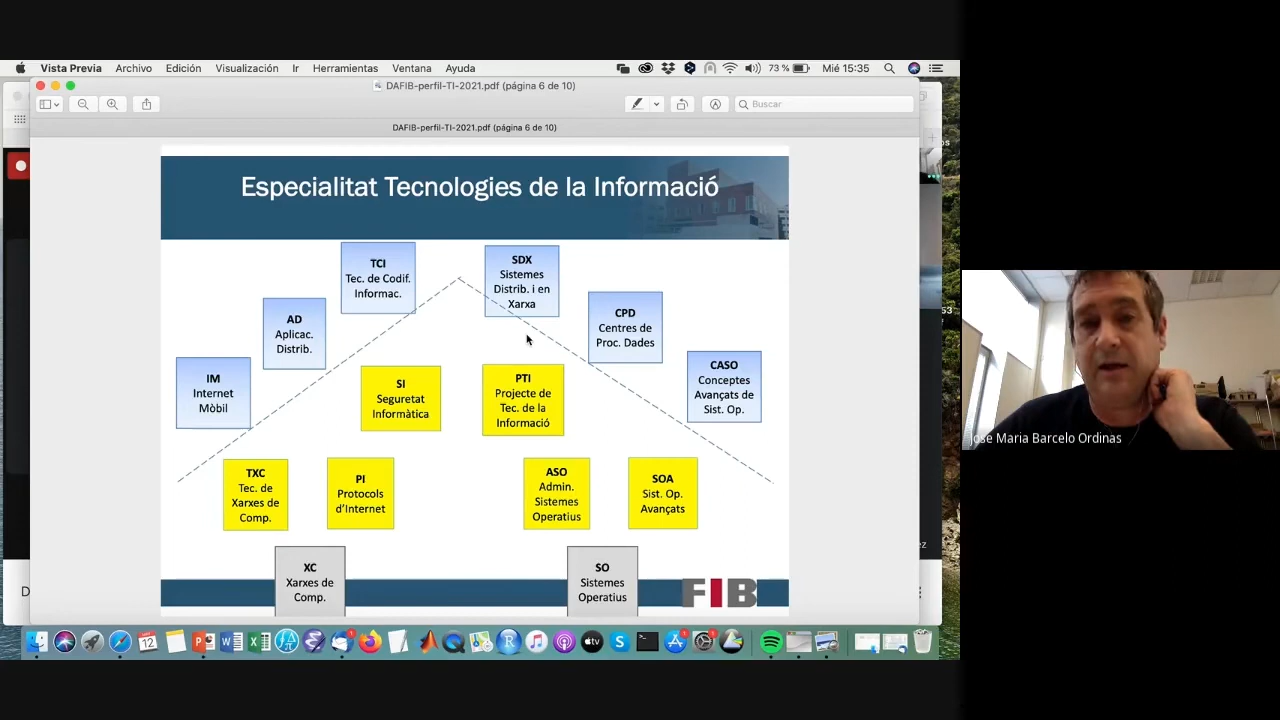 Vista Previa Archivo Edición Visualización Ir Herramientas Ventana Ayuda 73 % Mié 15:35
DAFIB-perfil-TI-2021.pdf (página 6 de 10)
Buscar
DAFIB-perfil-TI-2021.pdf (página 6 de 10)
Especialitat Tecnologies de la Informació
TCI
Tec. de Codif.
Informac.
SDX
Sistemes
Distrib. i en
Xarxa
AD
Aplicac.
Distrib.
CPD
Centres de
Proc. Dades
IM
Internet
Mòbil
SI
Seguretat
Informàtica
PTI
Projecte de
Tec. de la
Informació
CASO
Conceptes
Avançats de
Sist. Op.
TXC
Tec. de
Xarxes de
Comp.
PI
Protocols
d'Internet
ASO
Admin.
Sistemes
Operatius
SOA
Sist. Op.
Avançats
XC
Xarxes de
Comp.
SO
Sistemes
Operatius
FIB
Jose Maria Barcelo Ordinas